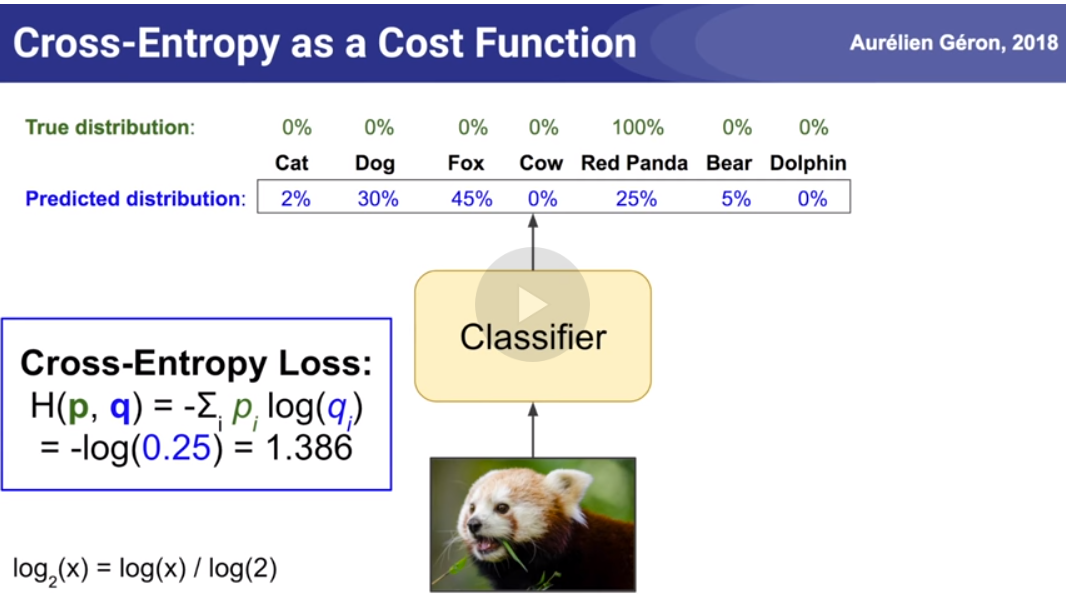 Cross-Entropy as a Cost Function
Aurélien Géron, 2018
True distribution: 0% 0% 0% 0% 100% 0% 0%
Cat Dog Fox Cow Red Panda Bear Dolphin
Predicted distribution: 2% 30% 45% 0% 25% 5% 0%
Classifier
Cross-Entropy Loss:
H(p, q) = -Σᵢ pᵢ log(qᵢ)
= -log(0.25) = 1.386
log₂(x) = log(x) / log(2)